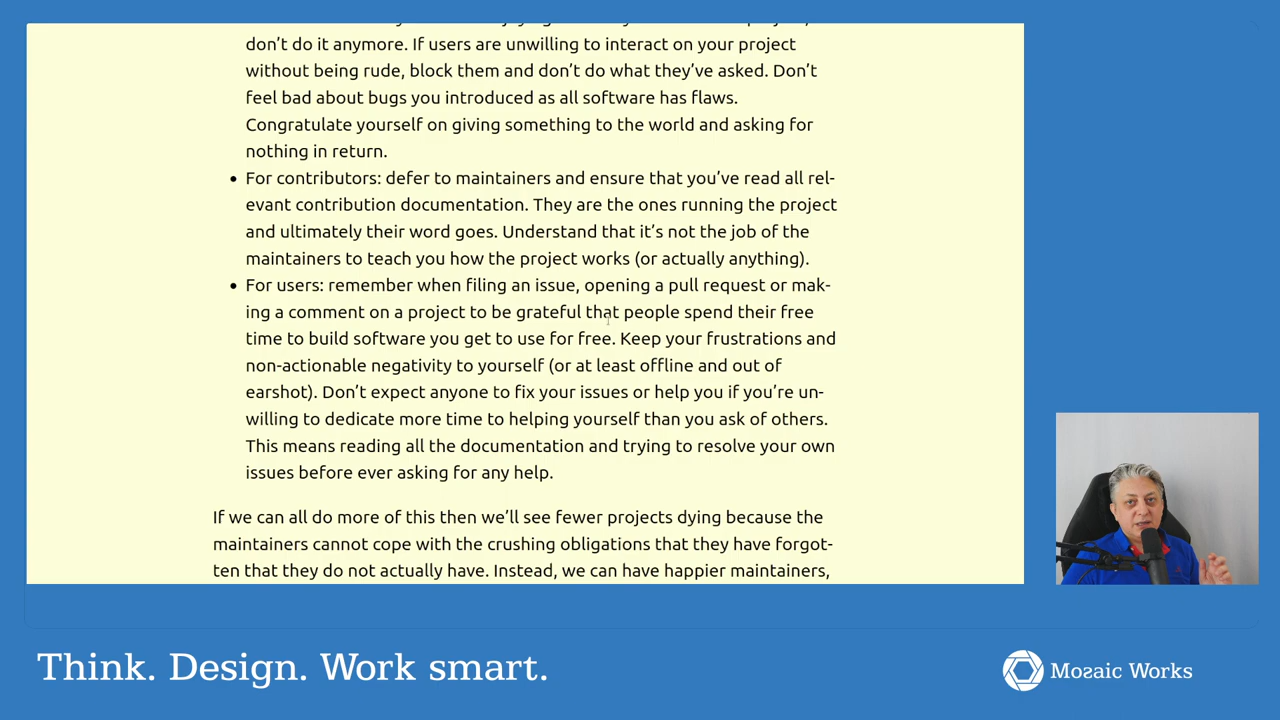 don't do it anymore. If users are unwilling to interact on your project
without being rude, block them and don't do what they've asked. Don't
feel bad about bugs you introduced as all software has flaws.
Congratulate yourself on giving something to the world and asking for
nothing in return.
• For contributors: defer to maintainers and ensure that you've read all rel-
evant contribution documentation. They are the ones running the project
and ultimately their word goes. Understand that it's not the job of the
maintainers to teach you how the project works (or actually anything).
• For users: remember when filing an issue, opening a pull request or mak-
ing a comment on a project to be grateful that people spend their free
time to build software you get to use for free. Keep your frustrations and
non-actionable negativity to yourself (or at least offline and out of
earshot). Don't expect anyone to fix your issues or help you if you're un-
willing to dedicate more time to helping yourself than you ask of others.
This means reading all the documentation and trying to resolve your own
issues before ever asking for any help.
If we can all do more of this then we'll see fewer projects dying because the
maintainers cannot cope with the crushing obligations that they have forgot-
ten that they do not actually have. Instead, we can have happier maintainers,
Think. Design. Work smart.
Mozaic Works